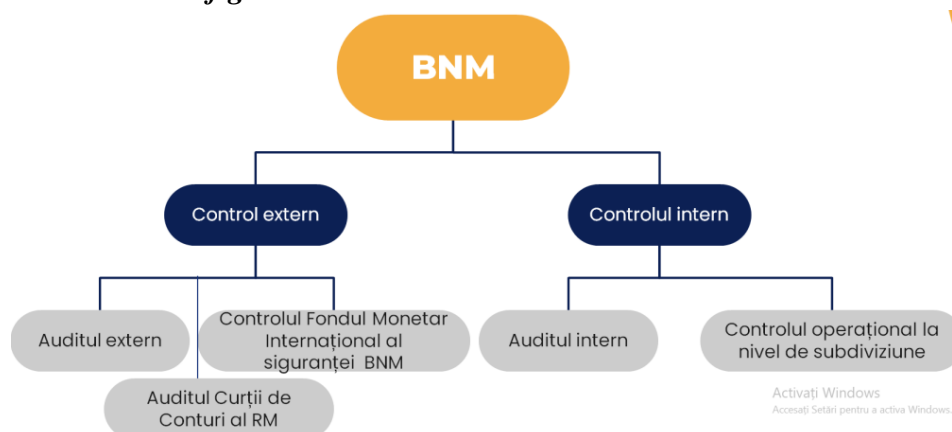 BNM
Control extern
Controlul intern
Auditul extern
Controlul Fondul Monetar
Internațional al
siguranței BNM
Auditul Curții de
Conturi al RM
Auditul intern
Controlul operațional la
nivel de subdiviziune
Activați Windows
Accesați Setări pentru a activa Windows.